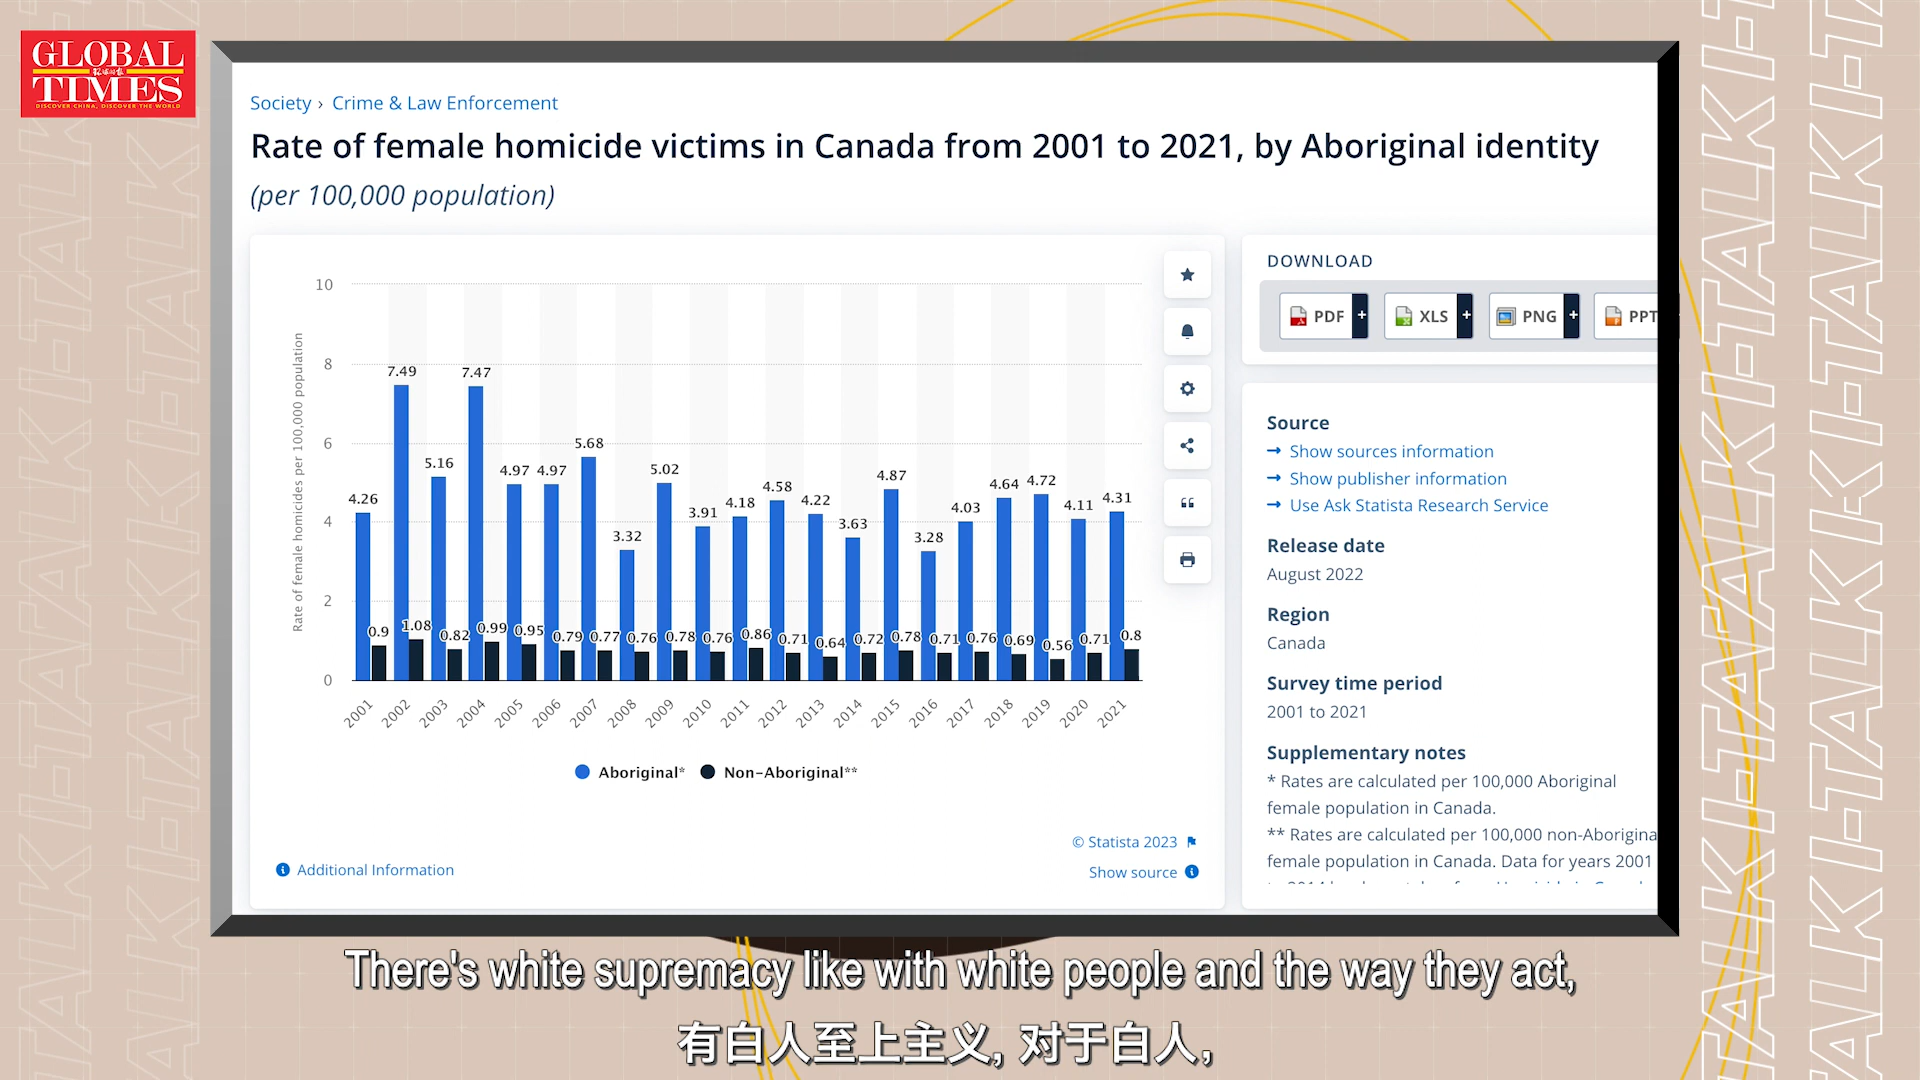 GLOBAL
TIMES
DISCOVER CHINA, DISCOVER THE WORLD
Society › Crime & Law Enforcement
Rate of female homicide victims in Canada from 2001 to 2021, by Aboriginal identity
(per 100,000 population)
Rate of female homicides per 100,000 population
10
8
6
4
2
0
4.26
7.49
5.16
7.47
4.97
4.97
5.68
3.32
5.02
3.91
4.18
4.58
4.22
3.63
4.87
3.28
4.03
4.64
4.72
4.11
4.31
0.9
1.08
0.82
0.99
0.95
0.79
0.77
0.76
0.78
0.76
0.86
0.71
0.64
0.72
0.78
0.71
0.76
0.69
0.56
0.71
0.8
2001
2002
2003
2004
2005
2006
2007
2008
2009
2010
2011
2012
2013
2014
2015
2016
2017
2018
2019
2020
2021
Aboriginal* Non-Aboriginal**
© Statista 2023
Additional Information
Show source
DOWNLOAD
PDF + XLS + PNG + PPT
Source
→ Show sources information
→ Show publisher information
→ Use Ask Statista Research Service
Release date
August 2022
Region
Canada
Survey time period
2001 to 2021
Supplementary notes
* Rates are calculated per 100,000 Aboriginal
female population in Canada.
** Rates are calculated per 100,000 non-Aborigina
female population in Canada. Data for years 2001
There's white supremacy like with white people and the way they act,
有白人至上主义, 对于白人,
I-TALK I-TALK I-TALK